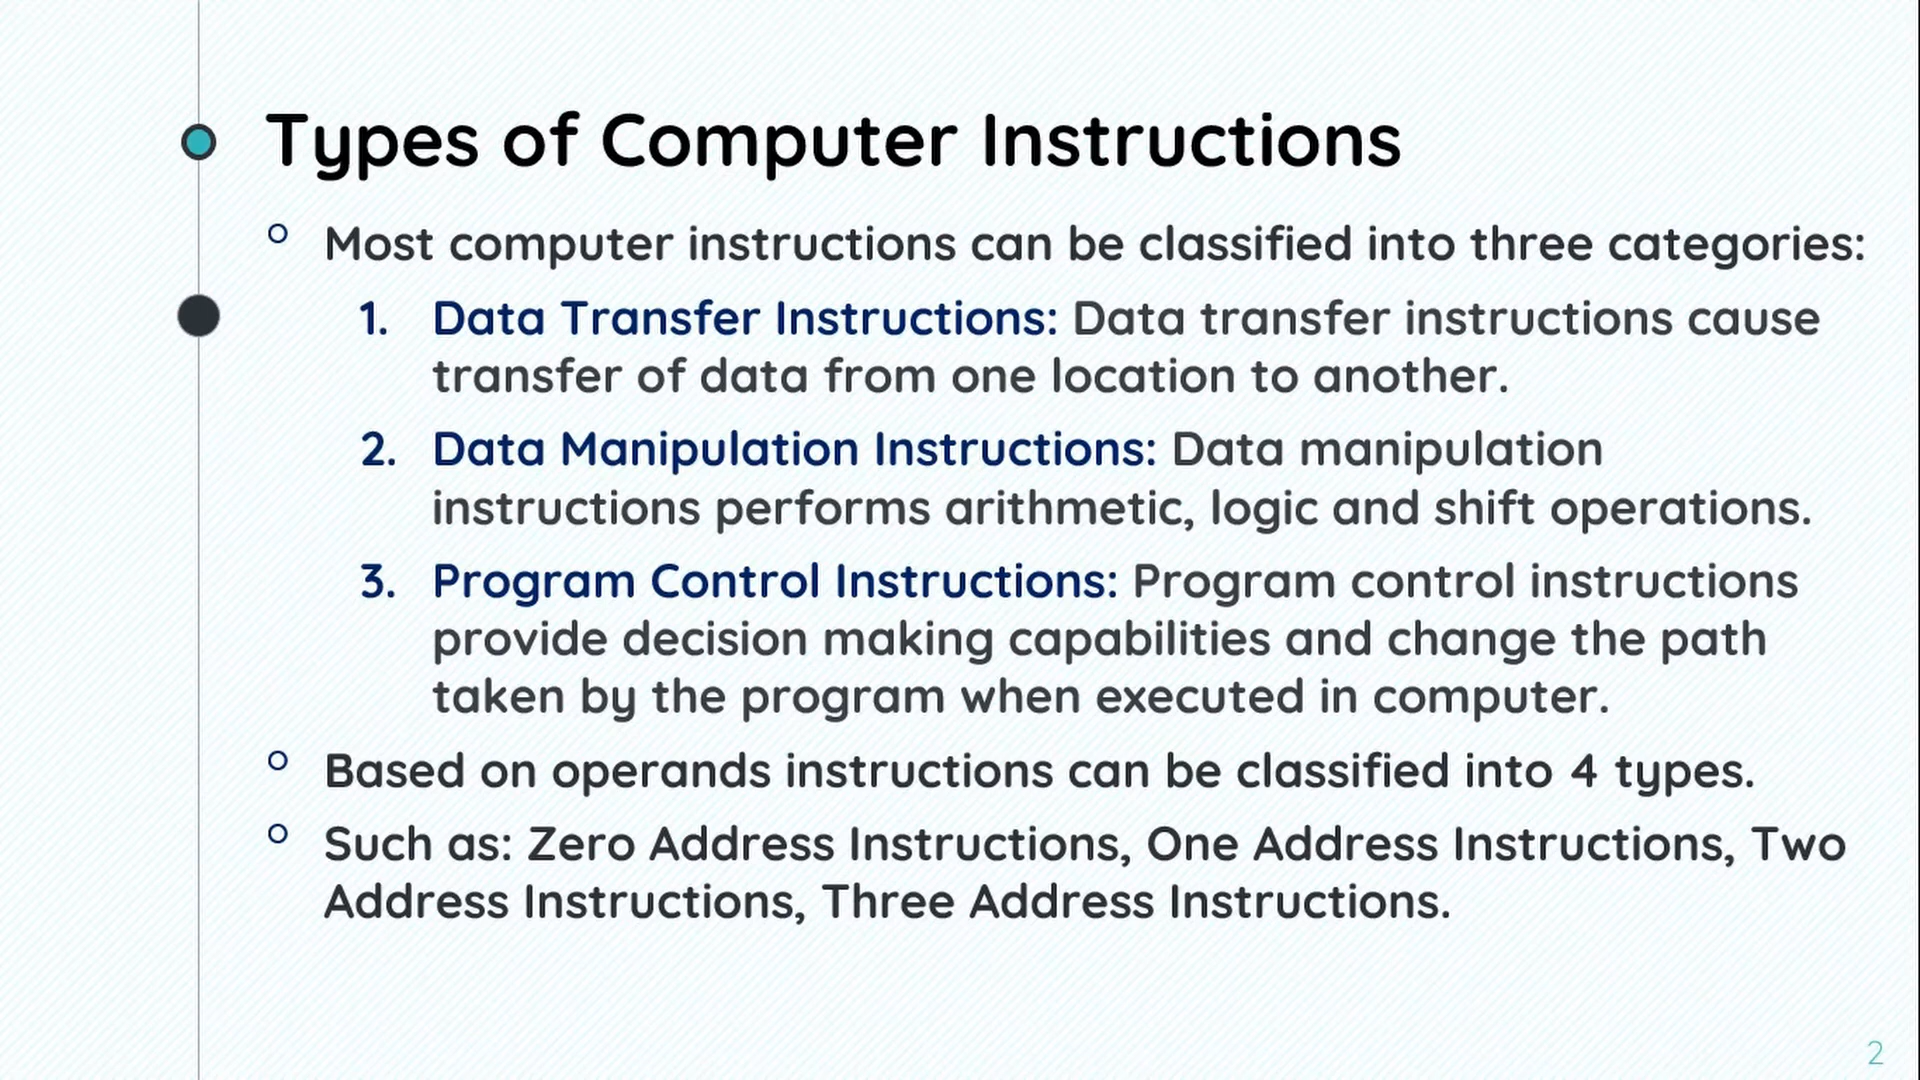 Types of Computer Instructions
Most computer instructions can be classified into three categories:
1. Data Transfer Instructions: Data transfer instructions cause
transfer of data from one location to another.
2. Data Manipulation Instructions: Data manipulation
instructions performs arithmetic, logic and shift operations.
3. Program Control Instructions: Program control instructions
provide decision making capabilities and change the path
taken by the program when executed in computer.
Based on operands instructions can be classified into 4 types.
Such as: Zero Address Instructions, One Address Instructions, Two
Address Instructions, Three Address Instructions.
2